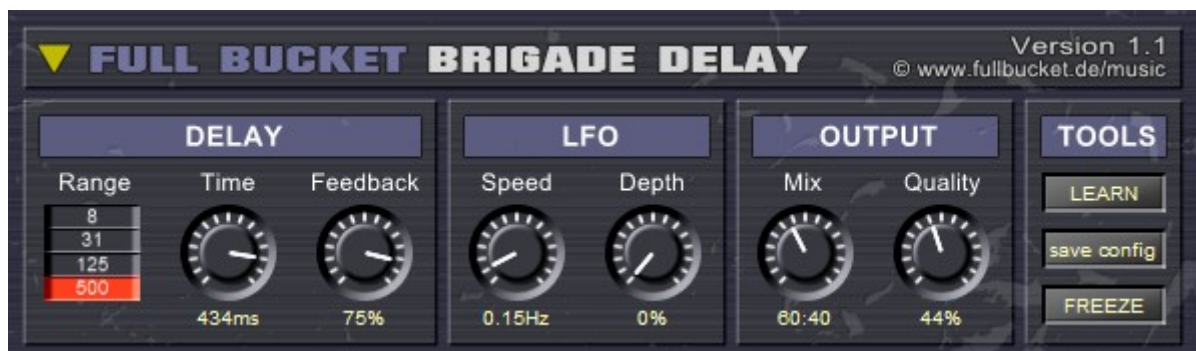 FULL BUCKET BRIGADE DELAY
Version 1.1
© www.fullbucket.de/music
DELAY
Range Time Feedback
8
31
125
500
434ms 75%
LFO
Speed Depth
0.15Hz 0%
OUTPUT
Mix Quality
60:40 44%
TOOLS
LEARN
save config
FREEZE